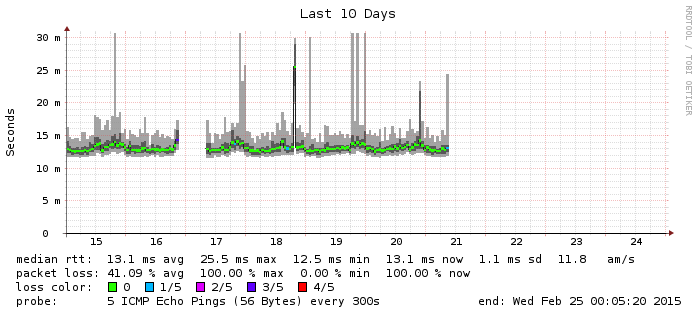 Last 10 Days
RRDTOOL / TOBI OETIKER
Seconds
30 m
25 m
20 m
15 m
10 m
5 m
0
15 16 17 18 19 20 21 22 23 24
median rtt: 13.1 ms avg 25.5 ms max 12.5 ms min 13.1 ms now 1.1 ms sd 11.8 am/s
packet loss: 41.09 % avg 100.00 % max 0.00 % min 100.00 % now
loss color: 0 1/5 2/5 3/5 4/5
probe: 5 ICMP Echo Pings (56 Bytes) every 300s end: Wed Feb 25 00:05:20 2015